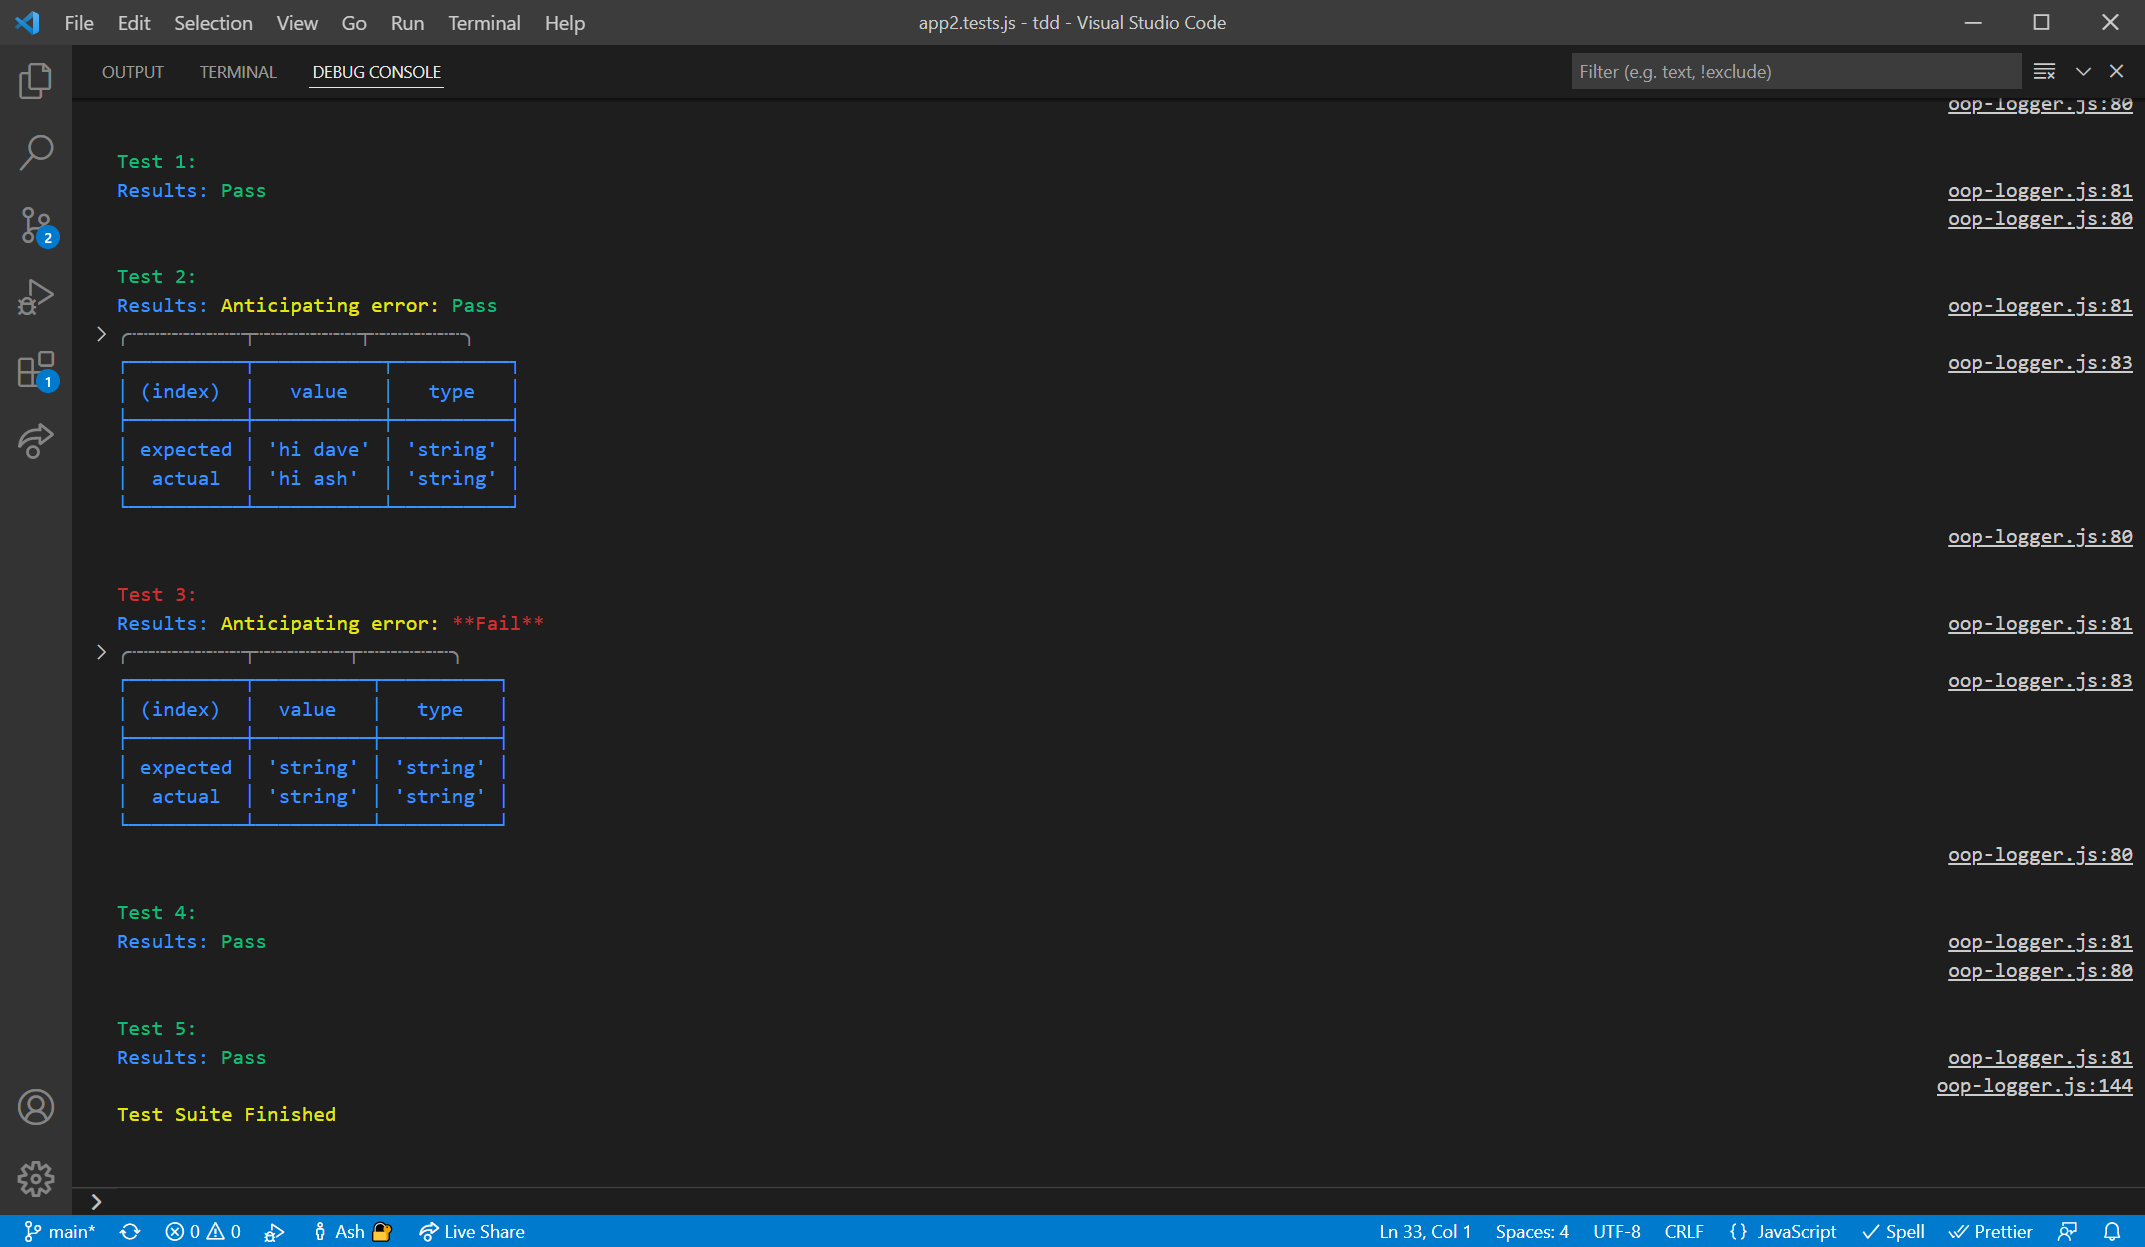 File Edit Selection View Go Run Terminal Help app2.tests.js - tdd - Visual Studio Code
OUTPUT TERMINAL DEBUG CONSOLE Filter (e.g. text, !exclude)
oop-logger.js:80
Test 1:
Results: Pass oop-logger.js:81
oop-logger.js:80
Test 2:
Results: Anticipating error: Pass oop-logger.js:81
oop-logger.js:83
(index) value type
expected 'hi dave' 'string'
actual 'hi ash' 'string'
oop-logger.js:80
Test 3:
Results: Anticipating error: **Fail** oop-logger.js:81
oop-logger.js:83
(index) value type
expected 'string' 'string'
actual 'string' 'string'
oop-logger.js:80
Test 4:
Results: Pass oop-logger.js:81
oop-logger.js:80
Test 5:
Results: Pass oop-logger.js:81
oop-logger.js:144
Test Suite Finished
2
1
main* 0 0 Ash Live Share Ln 33, Col 1 Spaces: 4 UTF-8 CRLF {} JavaScript Spell Prettier